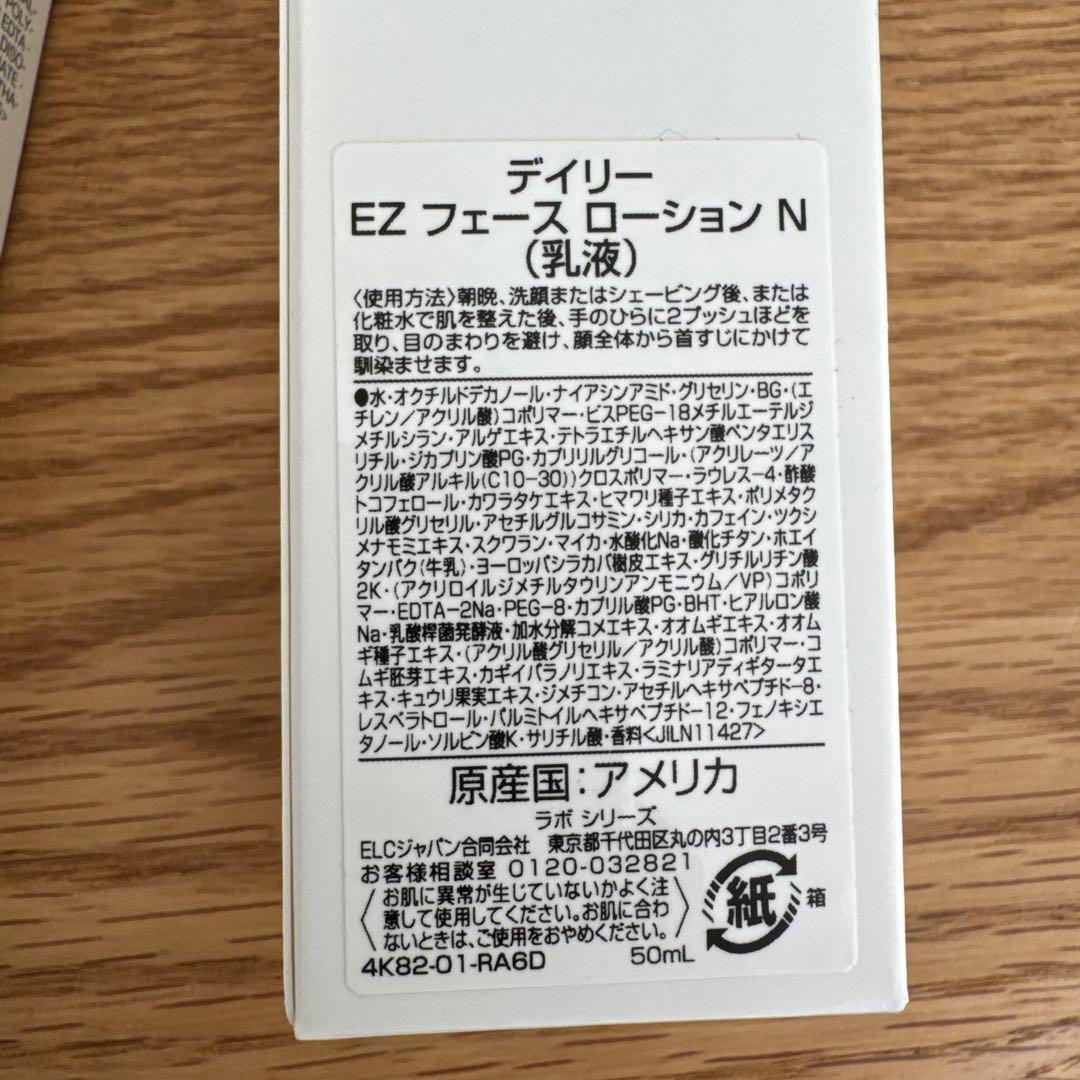 POLY-
EDTA·
DISO-
デイリー
EZ フェース ローション N
(乳液)
〈使用方法〉朝晩、洗顔またはシェービング後、または
化粧水で肌を整えた後、手のひらに2プッシュほどを
取り、目のまわりを避け、顔全体から首すじにかけて
馴染ませます。
●水・オクチルドデカノール・ナイアシンアミド・グリセリン・BG・(エ
チレン/アクリル酸)コポリマー・ビスPEG-18メチルエーテルジ
メチルシラン・アルゲエキス・テトラエチルヘキサン酸ペンタエリス
リチル・ジカプリン酸PG・カプリリルグリコール・(アクリレーツ/ア
クリル酸アルキル(C10-30))クロスポリマー・ラウレス-4・酢酸
トコフェロール・カワラタケエキス・ヒマワリ種子エキス・ポリメタク
リル酸グリセリル・アセチルグルコサミン・シリカ・カフェイン・ツクシ
メナモミエキス・スクワラン・マイカ・水酸化Na・酸化チタン・ホエイ
タンパク(牛乳)・ヨーロッパシラカバ樹皮エキス・グリチルリチン酸
2K・(アクリロイルジメチルタウリンアンモニウム/VP)コポリ
マー・EDTA-2Na・PEG-8・カプリル酸PG・BHT・ヒアルロン酸
Na・乳酸桿菌発酵液・加水分解コメエキス・オオムギエキス・オオム
ギ種子エキス・(アクリル酸グリセリル/アクリル酸)コポリマー・コ
ムギ胚芽エキス・カギイバラノリエキス・ラミナリアディギタータエ
キス・キュウリ果実エキス・ジメチコン・アセチルヘキサペプチド-8・
レスベラトロール・パルミトイルヘキサペプチド-12・フェノキシエ
タノール・ソルビン酸K・サリチル酸・香料<JILN11427>
原産国:アメリカ
ラボ シリーズ
ELCジャパン合同会社 東京都千代田区丸の内3丁目2番3号
お客様相談室 0120-032821
お肌に異常が生じていないかよく注
意して使用してください。お肌に合わ
ないときは、ご使用をおやめください。
紙 箱
4K82-01-RA6D 50mL